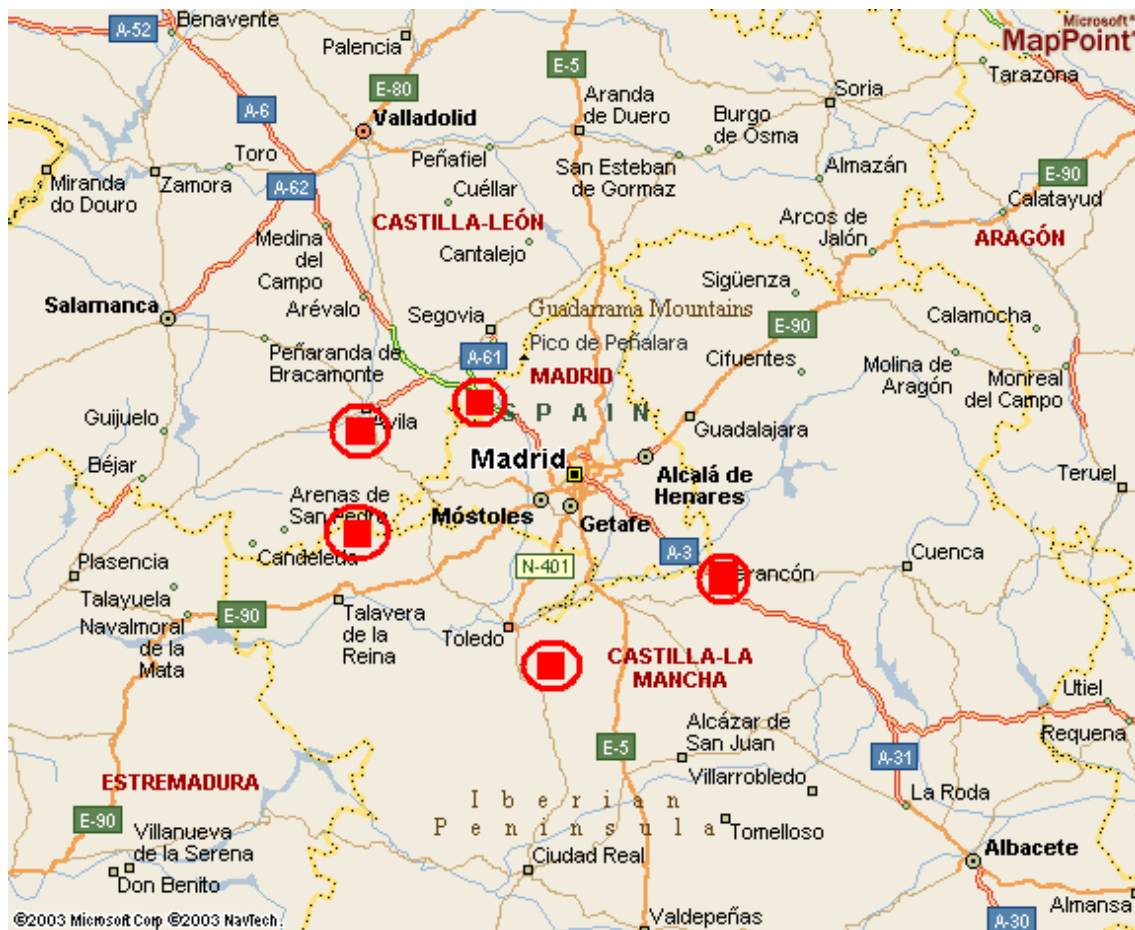 Benavente
A-52
Palencia
E-5
Microsoft®
MapPoint®
Tarazona
A-6
E-80
Valladolid
Aranda
de Duero
Burgo
de Osma
Soria
Toro
Peñafiel
San Esteban
de Gormaz
Almazán
E-90
Miranda
do Douro
Zamora
A-62
Cuéllar
Calatayud
CASTILLA-LEÓN
Arcos de
Jalón
ARAGÓN
Medina
del
Campo
Cantalejo
Sigüenza
Salamanca
Arévalo
Segovia
Guadarrama Mountains
E-90
Calamocha
Peñaranda de
Bracamonte
A-61
Pico de Peñalara
Cifuentes
Molina de
Aragón
Monreal
del Campo
MADRID
Guijuelo
SPAIN
Guadalajara
Béjar
Madrid
Alcalá de
Henares
Teruel
Arenas de
San Pedro
Móstoles
Getafe
Candeleda
Plasencia
N-401
A-3
Cuenca
Talayuela
Navalmoral
de la
Mata
E-90
Talavera
de la
Reina
Toledo
CASTILLA-LA
MANCHA
Utiel
Requena
Alcázar de
San Juan
E-5
A-31
Villarrobledo
ESTREMADURA
La Roda
Iberian
Peninsula
Tomelloso
E-90
Villanueva
de la Serena
Don Benito
Ciudad Real
Albacete
Almansa
A-30
Valdepeñas
©2003 Microsoft Corp ©2003 NavTech